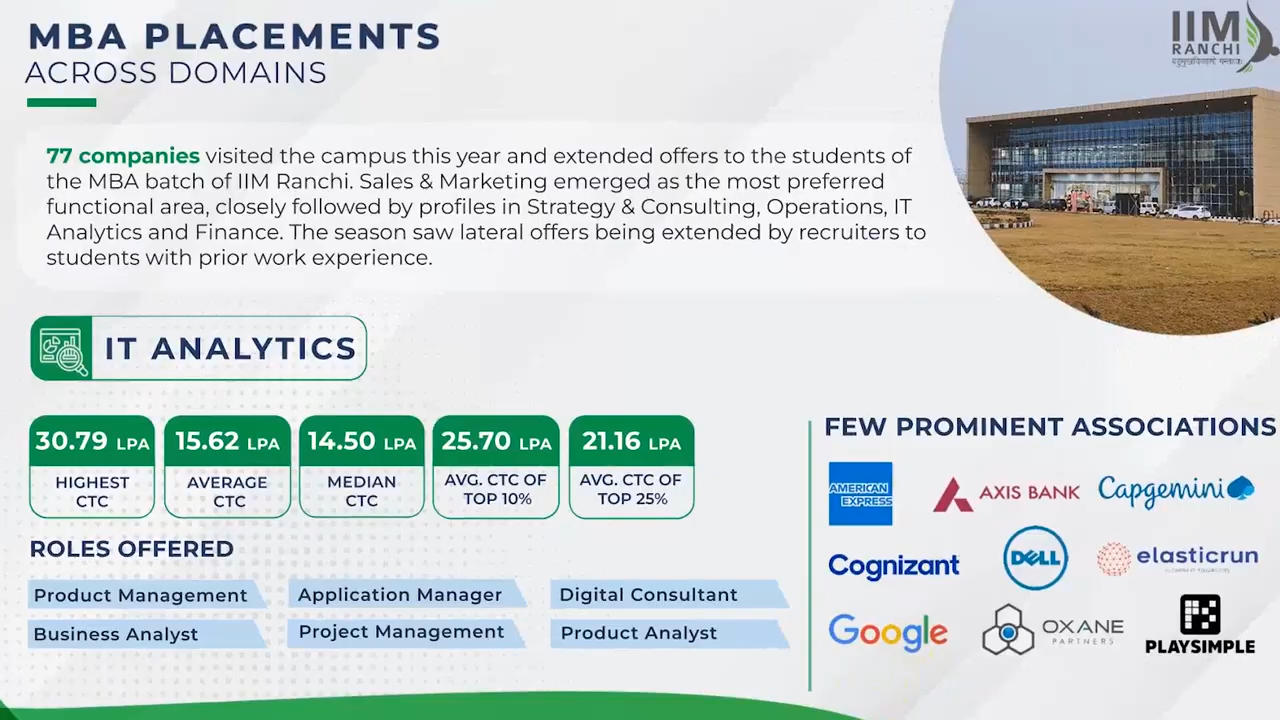 MBA PLACEMENTS
ACROSS DOMAINS
IIM
RANCHI
77 companies visited the campus this year and extended offers to the students of
the MBA batch of IIM Ranchi. Sales & Marketing emerged as the most preferred
functional area, closely followed by profiles in Strategy & Consulting, Operations, IT
Analytics and Finance. The season saw lateral offers being extended by recruiters to
students with prior work experience.
IT ANALYTICS
30.79 LPA
HIGHEST
CTC
15.62 LPA
AVERAGE
CTC
14.50 LPA
MEDIAN
CTC
25.70 LPA
AVG. CTC OF
TOP 10%
21.16 LPA
AVG. CTC OF
TOP 25%
ROLES OFFERED
Product Management
Application Manager
Digital Consultant
Business Analyst
Project Management
Product Analyst
FEW PROMINENT ASSOCIATIONS
AMERICAN
EXPRESS
AXIS BANK
Capgemini
Cognizant
DELL
elasticrun
Google
OXANE
PARTNERS
PLAYSIMPLE